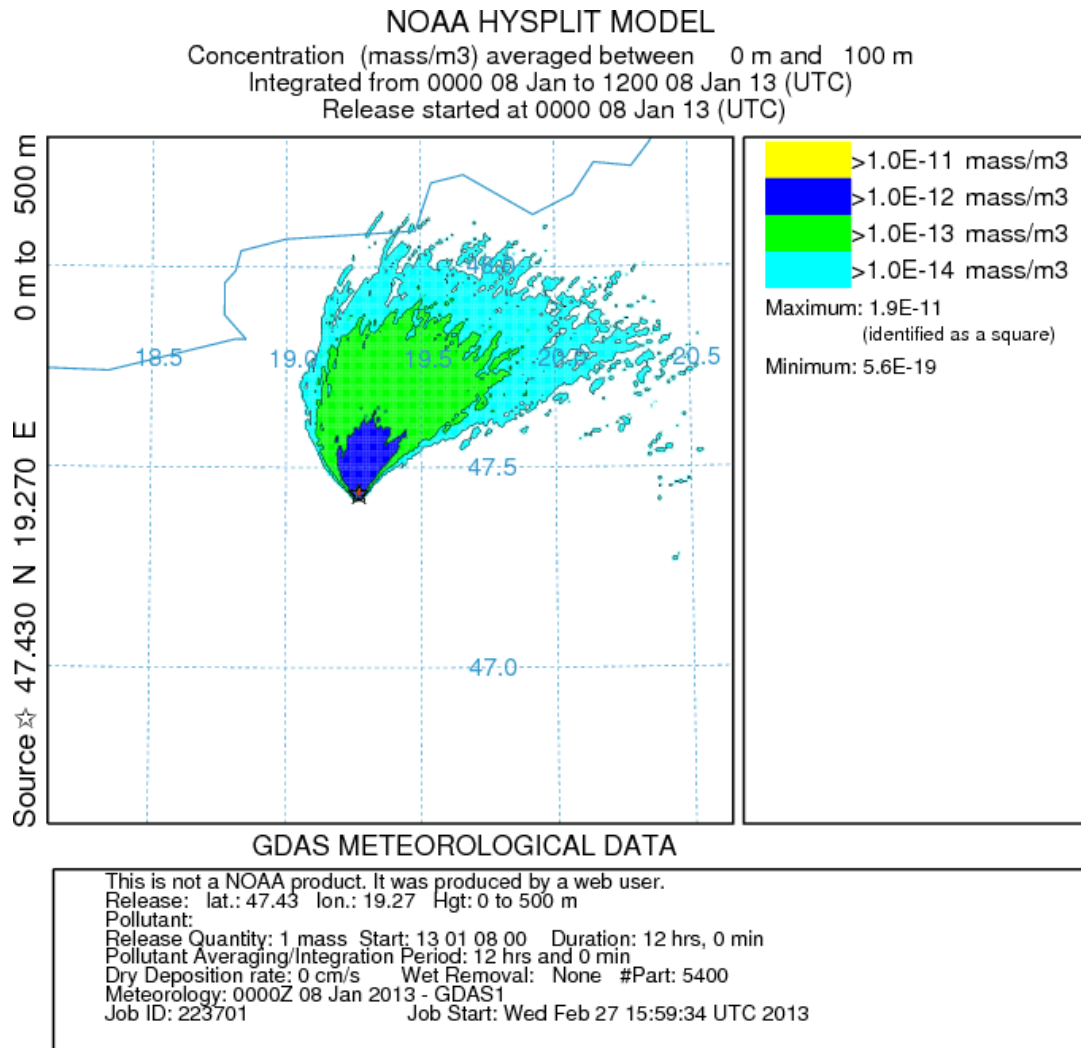 NOAA HYSPLIT MODEL
Concentration (mass/m3) averaged between 0 m and 100 m
Integrated from 0000 08 Jan to 1200 08 Jan 13 (UTC)
Release started at 0000 08 Jan 13 (UTC)
Source ☆ 47.430 N 19.270 E 0 m to 500 m
>1.0E-11 mass/m3
>1.0E-12 mass/m3
>1.0E-13 mass/m3
>1.0E-14 mass/m3
Maximum: 1.9E-11
(identified as a square)
Minimum: 5.6E-19
48.0
18.5 19.0 19.5 20.0 20.5
47.5
47.0
GDAS METEOROLOGICAL DATA
This is not a NOAA product. It was produced by a web user.
Release: lat.: 47.43 lon.: 19.27 Hgt: 0 to 500 m
Pollutant:
Release Quantity: 1 mass Start: 13 01 08 00 Duration: 12 hrs, 0 min
Pollutant Averaging/Integration Period: 12 hrs and 0 min
Dry Deposition rate: 0 cm/s Wet Removal: None #Part: 5400
Meteorology: 0000Z 08 Jan 2013 - GDAS1
Job ID: 223701 Job Start: Wed Feb 27 15:59:34 UTC 2013